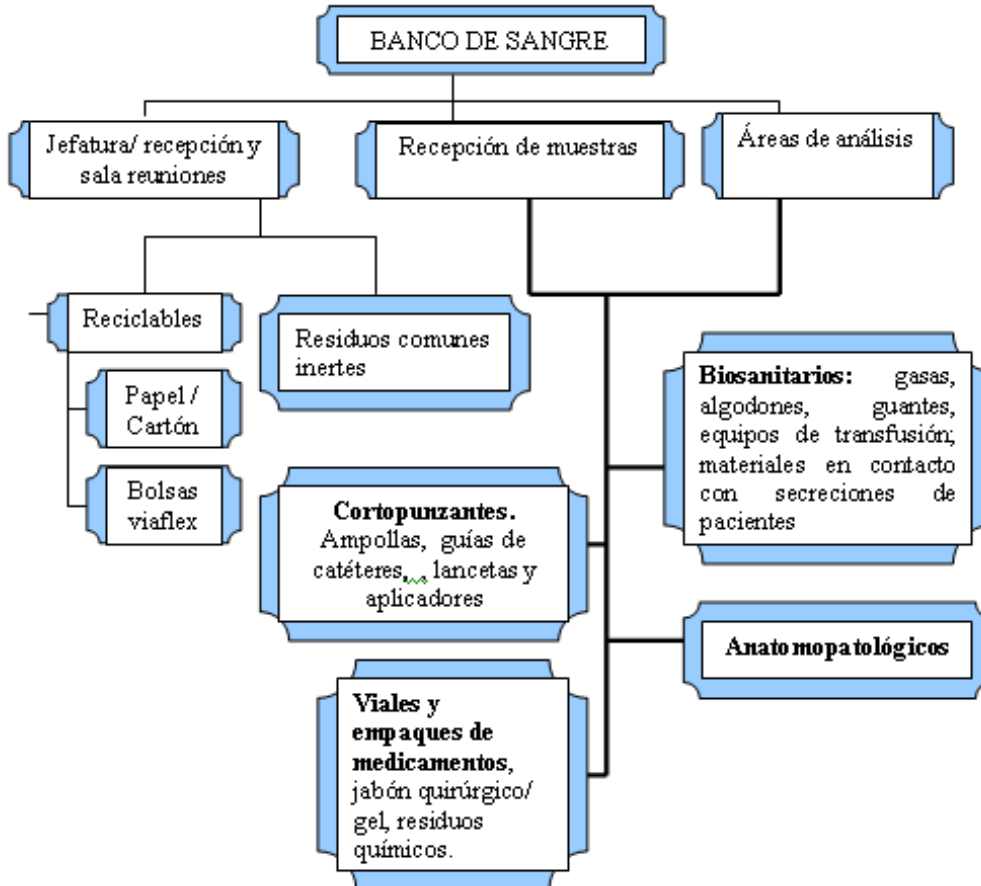 BANCO DE SANGRE
Jefatura/ recepción y
sala reuniones
Recepción de muestras
Áreas de análisis
Reciclables
Residuos comunes
inertes
Papel /
Cartón
Bolsas
viaflex
Biosanitarios: gasas,
algodones, guantes,
equipos de transfusión;
materiales en contacto
con secreciones de
pacientes
Cortopunzantes.
Ampollas, guías de
catéteres, , lancetas y
aplicadores
Anatomopatológicos
Viales y
empaques de
medicamentos,
jabón quirúrgico/
gel, residuos
químicos.